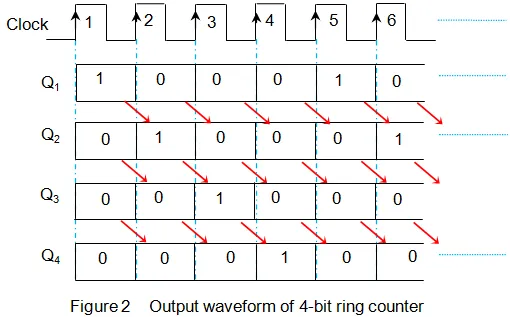 Clock 1 2 3 4 5 6
Q1 1 0 0 0 1 0
Q2 0 1 0 0 0 1
Q3 0 0 1 0 0 0
Q4 0 0 0 1 0 0
Figure 2 Output waveform of 4-bit ring counter